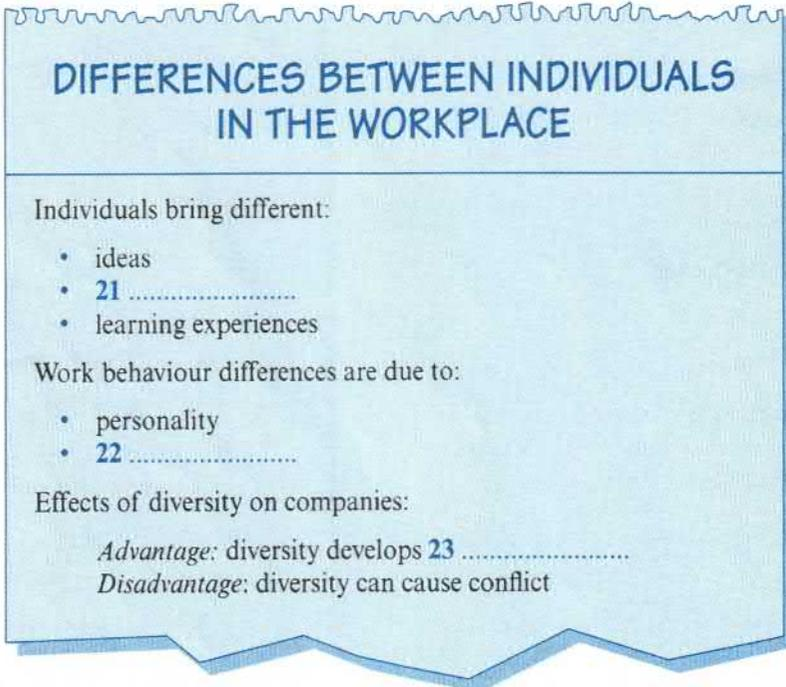 DIFFERENCES BETWEEN INDIVIDUALS
IN THE WORKPLACE
Individuals bring different:
• ideas
• 21 ........................
• learning experiences
Work behaviour differences are due to:
• personality
• 22 ........................
Effects of diversity on companies:
Advantage: diversity develops 23 ........................
Disadvantage: diversity can cause conflict